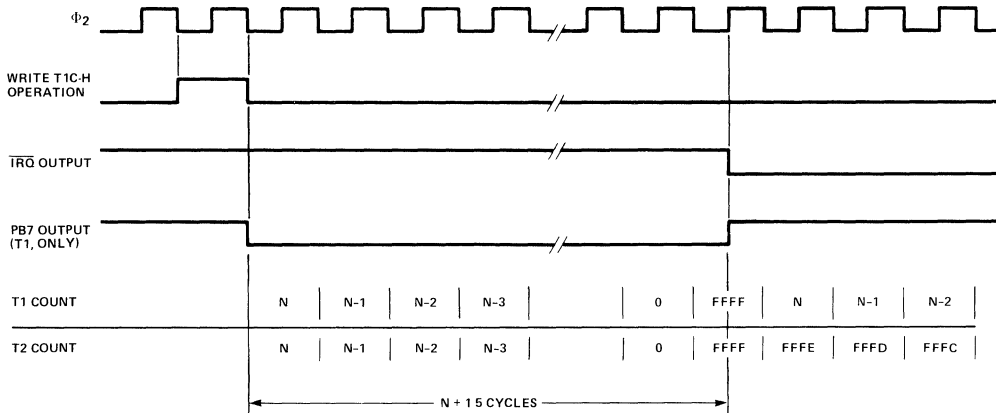 Φ2
WRITE T1C-H
OPERATION
IRQ OUTPUT
PB7 OUTPUT
(T1, ONLY)
T1 COUNT N N-1 N-2 N-3 0 FFFF N N-1 N-2
T2 COUNT N N-1 N-2 N-3 0 FFFF FFFE FFFD FFFC
N + 1 5 CYCLES